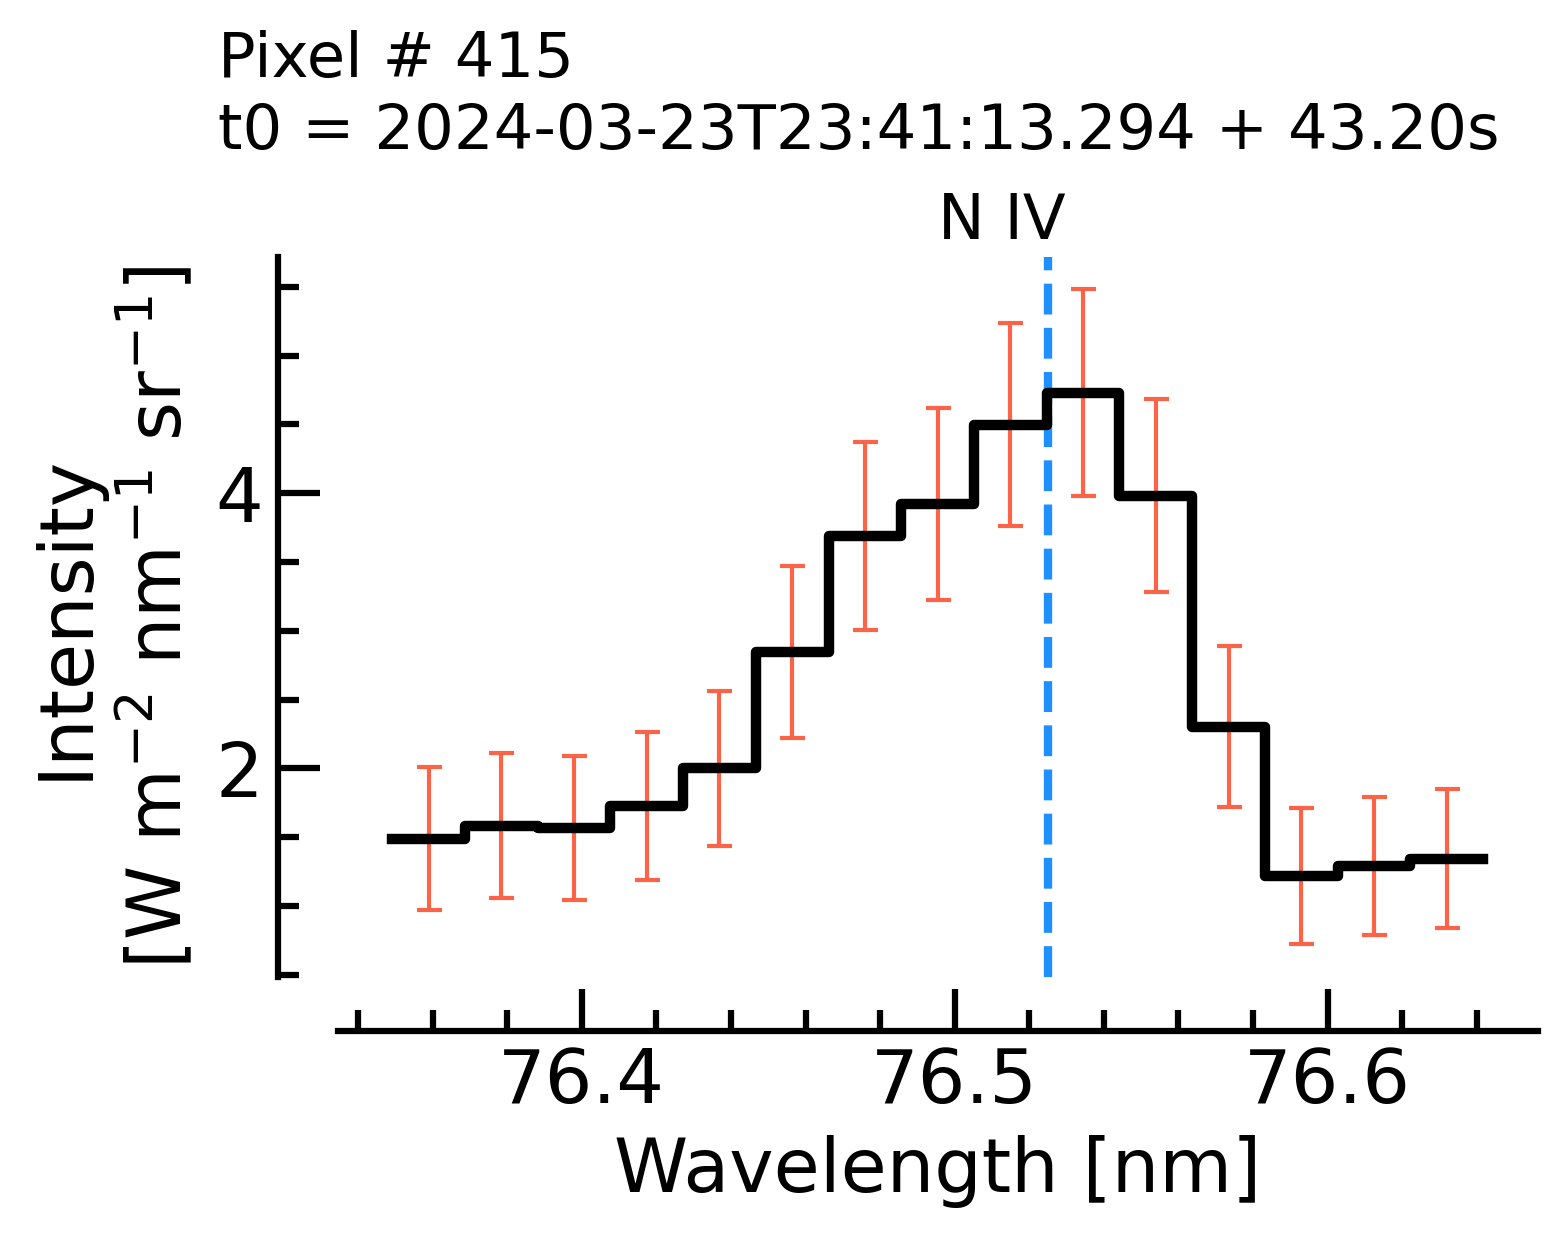 Pixel # 415
t0 = 2024-03-23T23:41:13.294 + 43.20s
N IV
Intensity
[W m⁻² nm⁻¹ sr⁻¹]
4
2
76.4 76.5 76.6
Wavelength [nm]